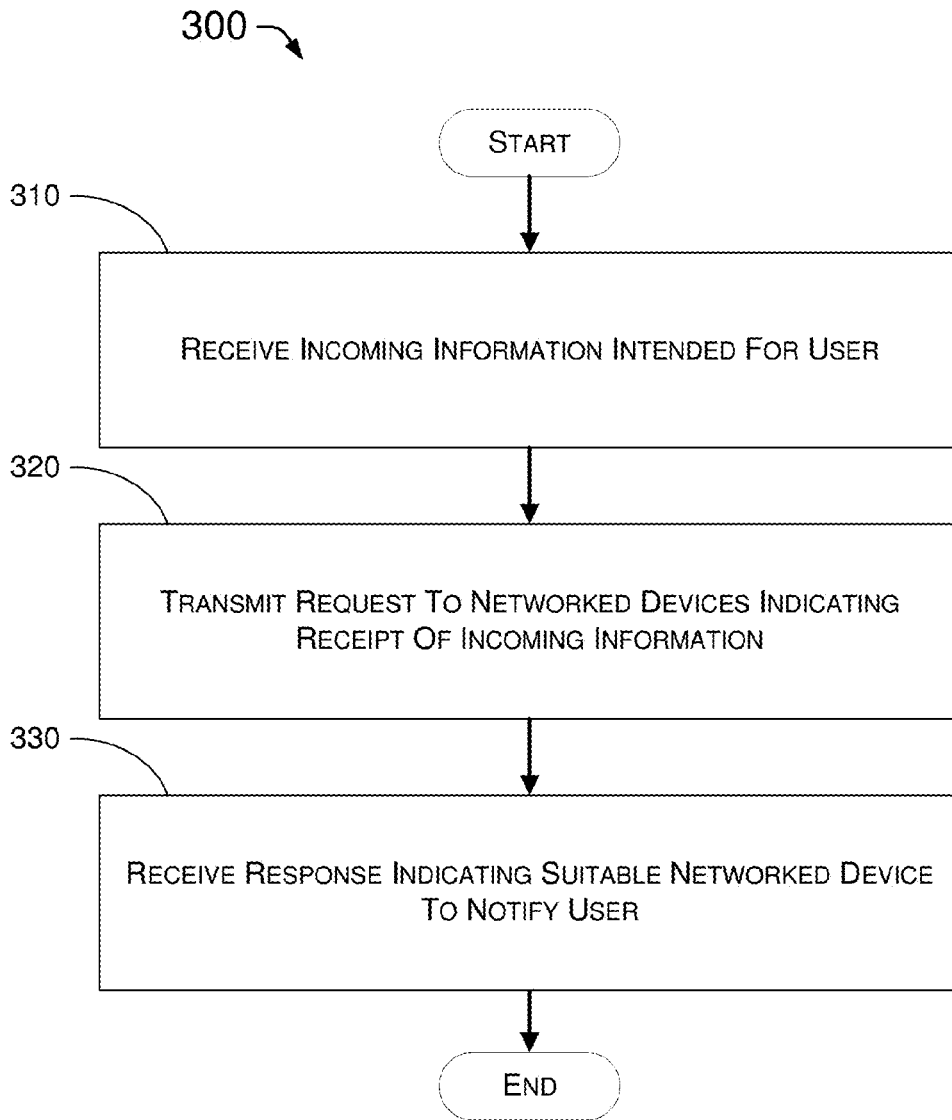 300
START
310
RECEIVE INCOMING INFORMATION INTENDED FOR USER
320
TRANSMIT REQUEST TO NETWORKED DEVICES INDICATING
RECEIPT OF INCOMING INFORMATION
330
RECEIVE RESPONSE INDICATING SUITABLE NETWORKED DEVICE
TO NOTIFY USER
END